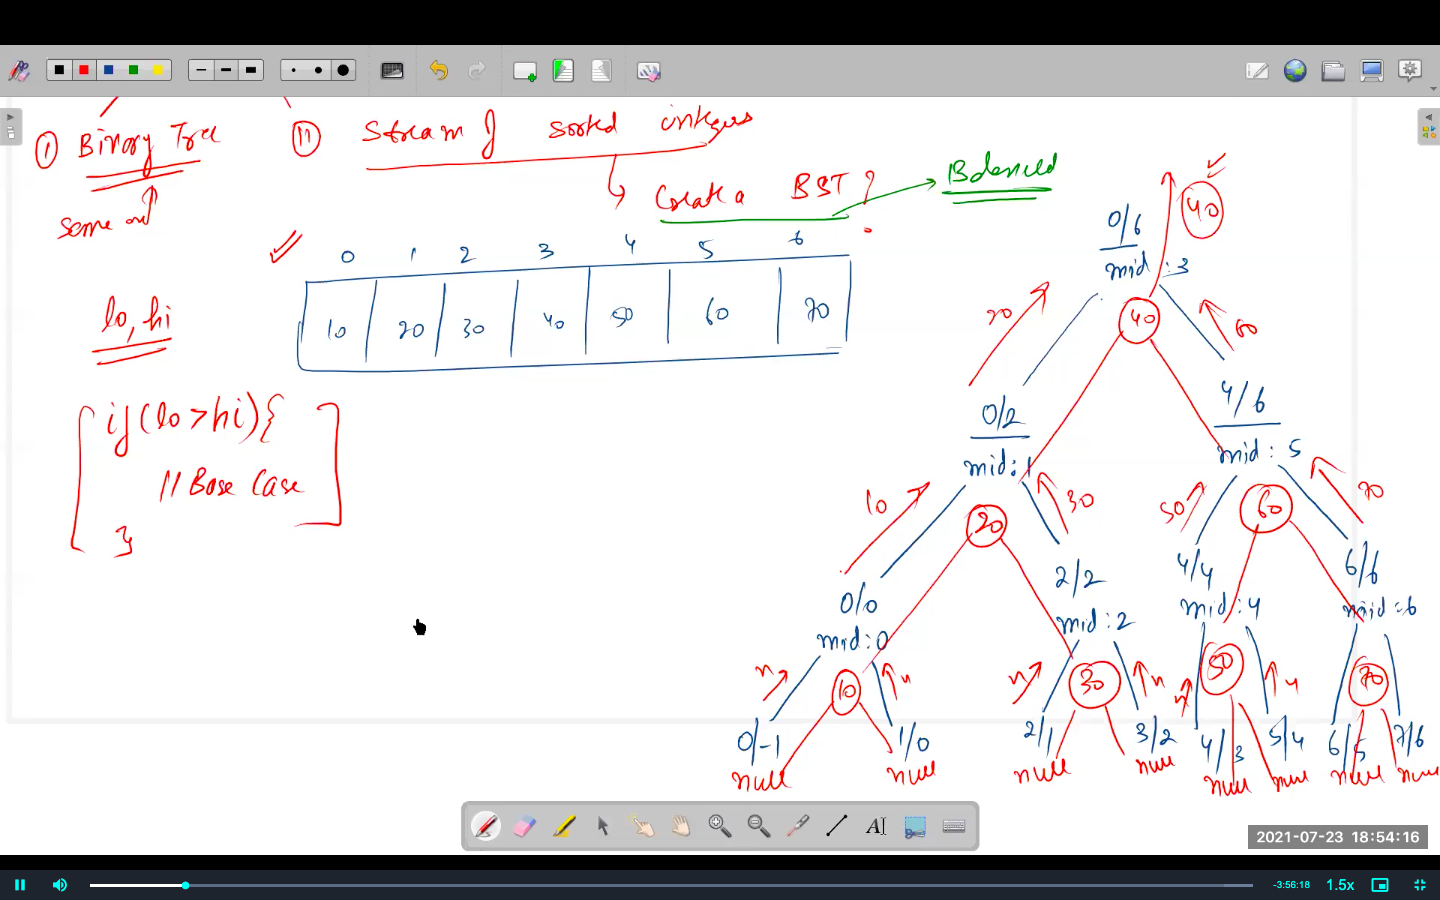 I Binary Tree
II Stream of sorted integers
Create a BST ?
Balanced
0 1 2 3 4 5 6
10 20 30 40 50 60 70
lo, hi
if(lo>hi){
// Base Case
}
40
0/6
mid :3
40
20
60
0/2
mid:1
20
4/6
mid: 5
60
10
30
50
70
0/0
mid:0
10
2/2
mid:2
30
4/4
mid:4
50
6/6
mid:6
70
n n n n n n
0/-1 1/0 2/1 3/2 4/3 5/4 6/5 7/6
null null null null null null null null
A
2021-07-23 18:54:16
-3:56:18 1.5x